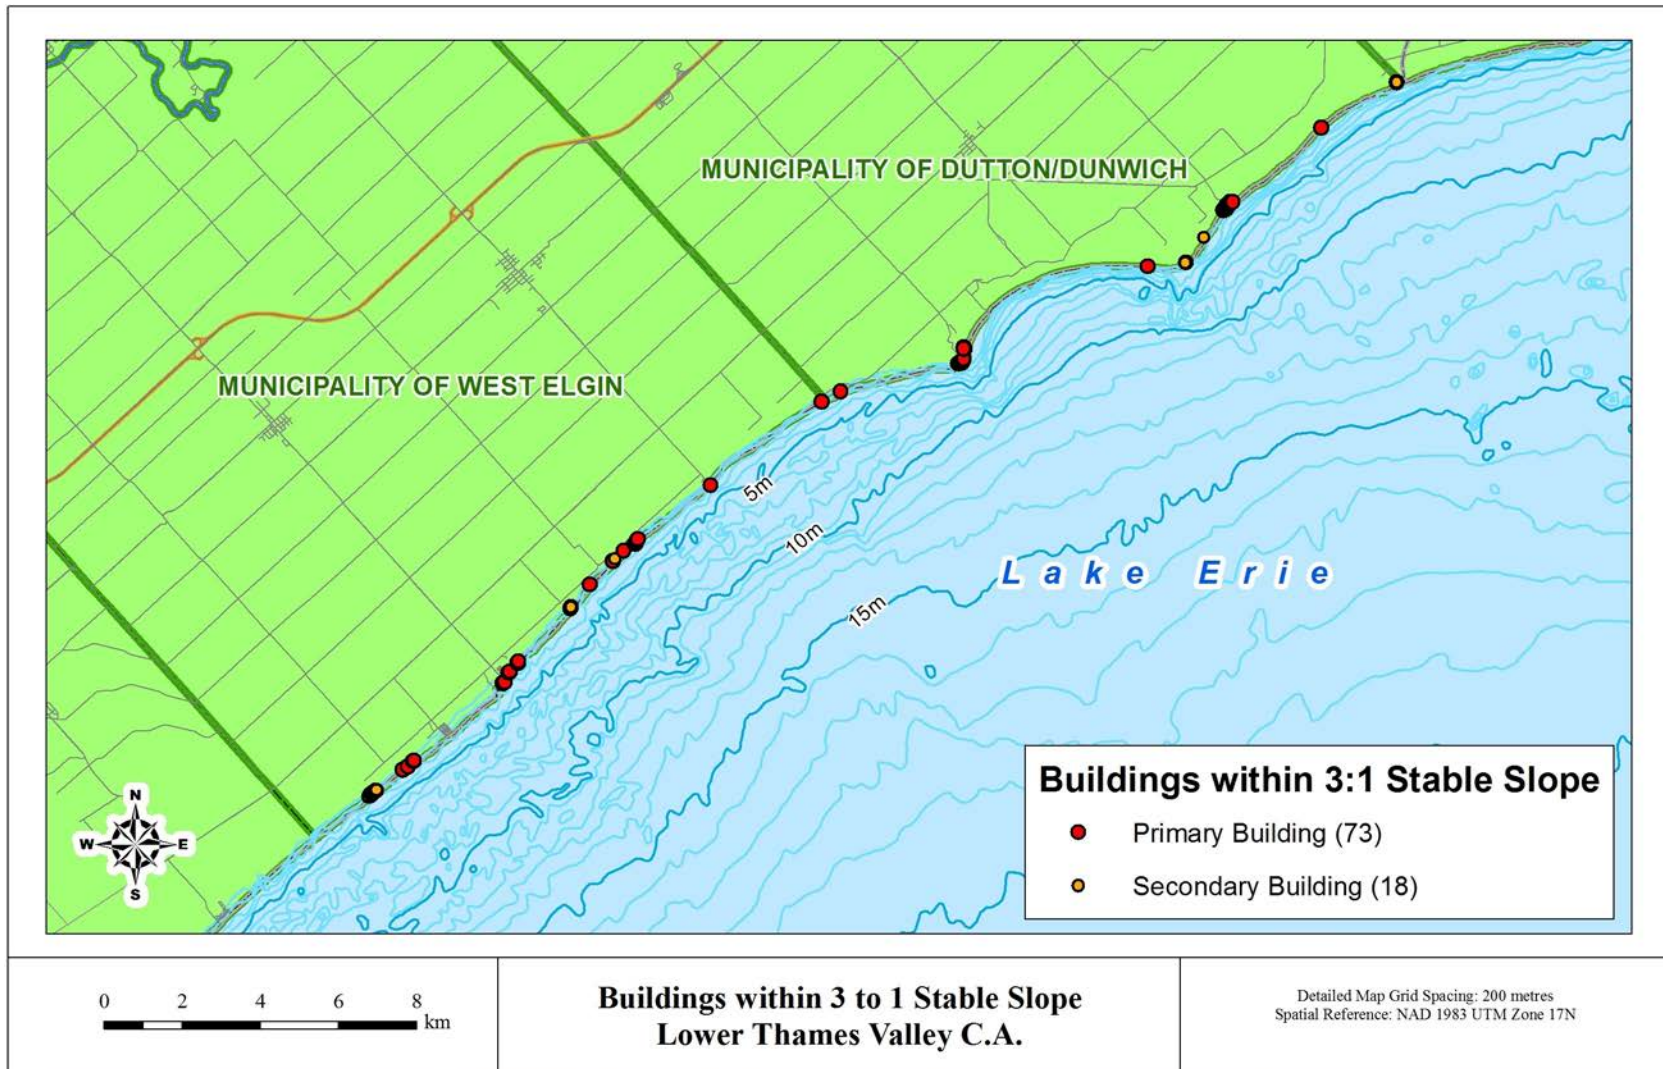 MUNICIPALITY OF DUTTON/DUNWICH
MUNICIPALITY OF WEST ELGIN
5m
10m
15m
Lake Erie
N
W E
S
Buildings within 3:1 Stable Slope
Primary Building (73)
Secondary Building (18)
0 2 4 6 8
km
Buildings within 3 to 1 Stable Slope
Lower Thames Valley C.A.
Detailed Map Grid Spacing: 200 metres
Spatial Reference: NAD 1983 UTM Zone 17N